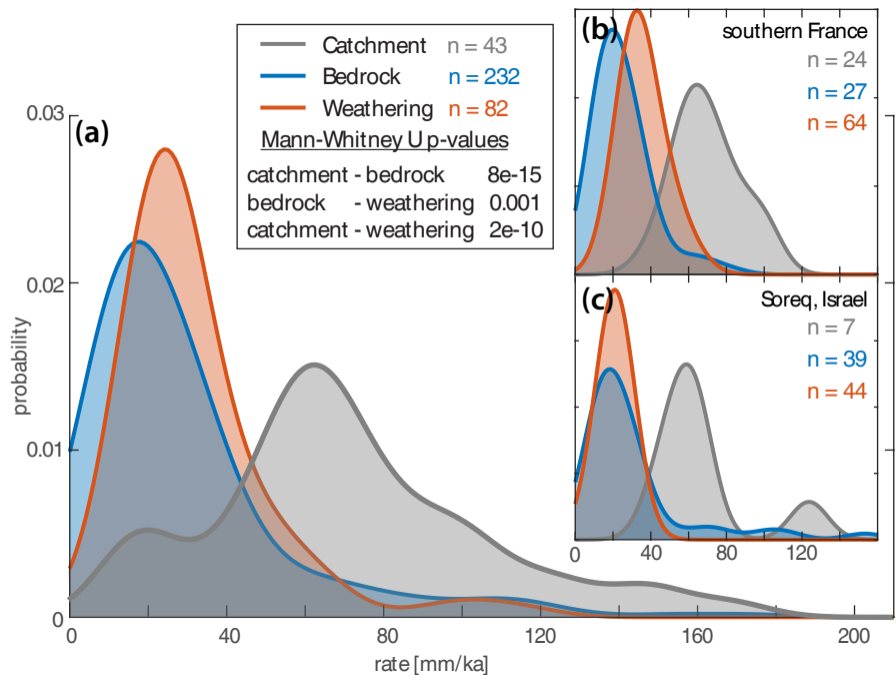 Catchment n = 43
Bedrock n = 232
Weathering n = 82
Mann-Whitney U p-values
catchment - bedrock 8e-15
bedrock - weathering 0.001
catchment - weathering 2e-10
(a)
0.03
0.02
0.01
0
probability
0 40 80 120 160 200
rate [mm/ka]
(b) southern France
n = 24
n = 27
n = 64
(c) Soreq, Israel
n = 7
n = 39
n = 44
0 40 80 120